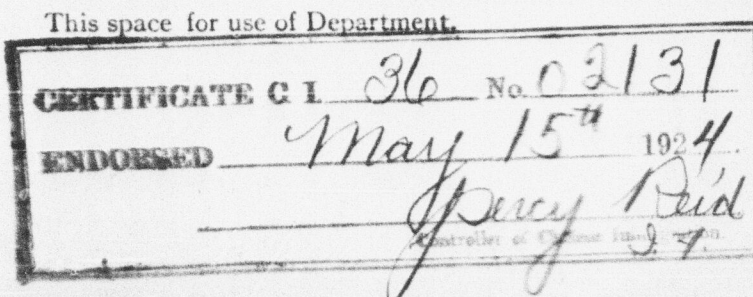 This space for use of Department.
CERTIFICATE C. I. 36 No. 02131
ENDORSED May 15th 1924
Percy Reid
Controller of Chinese Immigration.